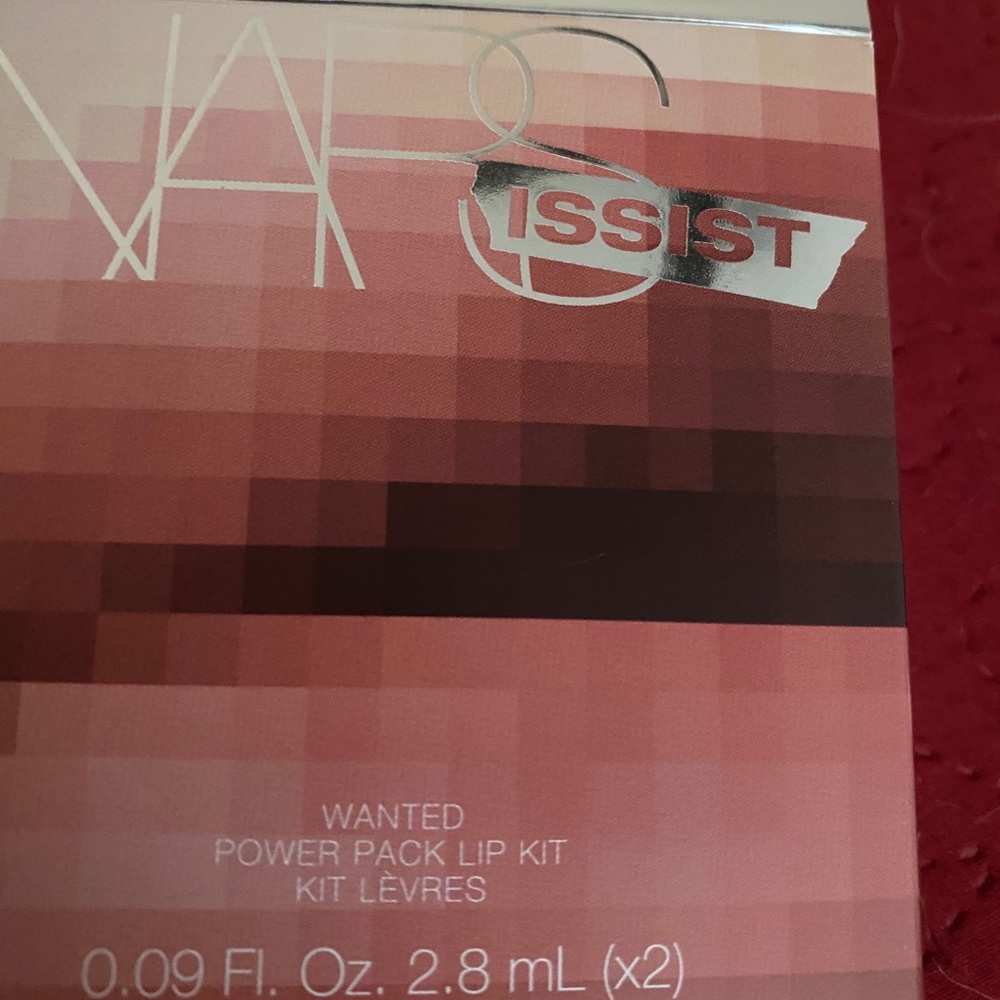 NARS
ISSIST
WANTED
POWER PACK LIP KIT
KIT LÈVRES
0.09 Fl. Oz. 2.8 mL (x2)